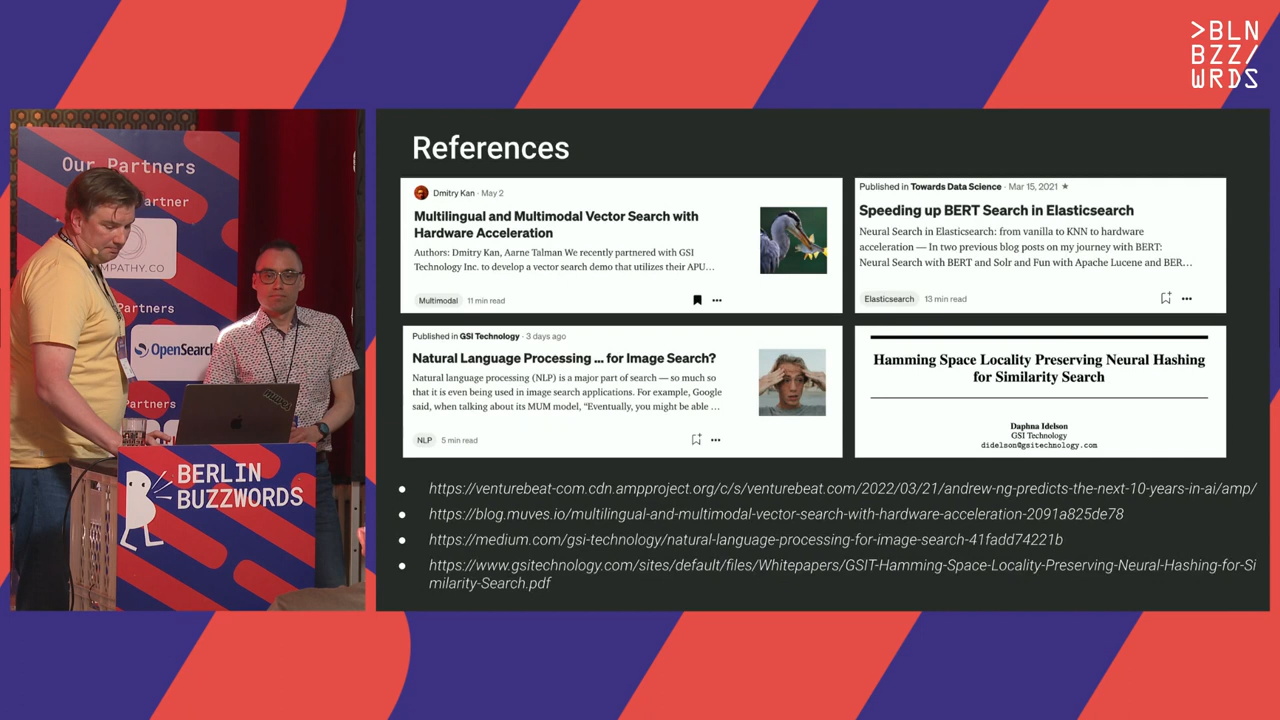 >BLN
BZZ/
WRDS
Our Partners
artner
MPATHY.CO
Partners
OpenSearch
Partners
muves
BERLIN
BUZZWORDS
References
Dmitry Kan · May 2
Multilingual and Multimodal Vector Search with
Hardware Acceleration
Authors: Dmitry Kan, Aarne Talman We recently partnered with GSI
Technology Inc. to develop a vector search demo that utilizes their APU…
Multimodal 11 min read
Published in Towards Data Science · Mar 15, 2021 ★
Speeding up BERT Search in Elasticsearch
Neural Search in Elasticsearch: from vanilla to KNN to hardware
acceleration — In two previous blog posts on my journey with BERT:
Neural Search with BERT and Solr and Fun with Apache Lucene and BER…
Elasticsearch 13 min read
Published in GSI Technology · 3 days ago
Natural Language Processing ... for Image Search?
Natural language processing (NLP) is a major part of search — so much so
that it is even being used in image search applications. For example, Google
said, when talking about its MUM model, “Eventually, you might be able …
NLP 5 min read
Hamming Space Locality Preserving Neural Hashing
for Similarity Search
Daphna Idelson
GSI Technology
didelson@gsitechnology.com
● https://venturebeat-com.cdn.ampproject.org/c/s/venturebeat.com/2022/03/21/andrew-ng-predicts-the-next-10-years-in-ai/amp/
● https://blog.muves.io/multilingual-and-multimodal-vector-search-with-hardware-acceleration-2091a825de78
● https://medium.com/gsi-technology/natural-language-processing-for-image-search-41fadd74221b
● https://www.gsitechnology.com/sites/default/files/Whitepapers/GSIT-Hamming-Space-Locality-Preserving-Neural-Hashing-for-Si
milarity-Search.pdf